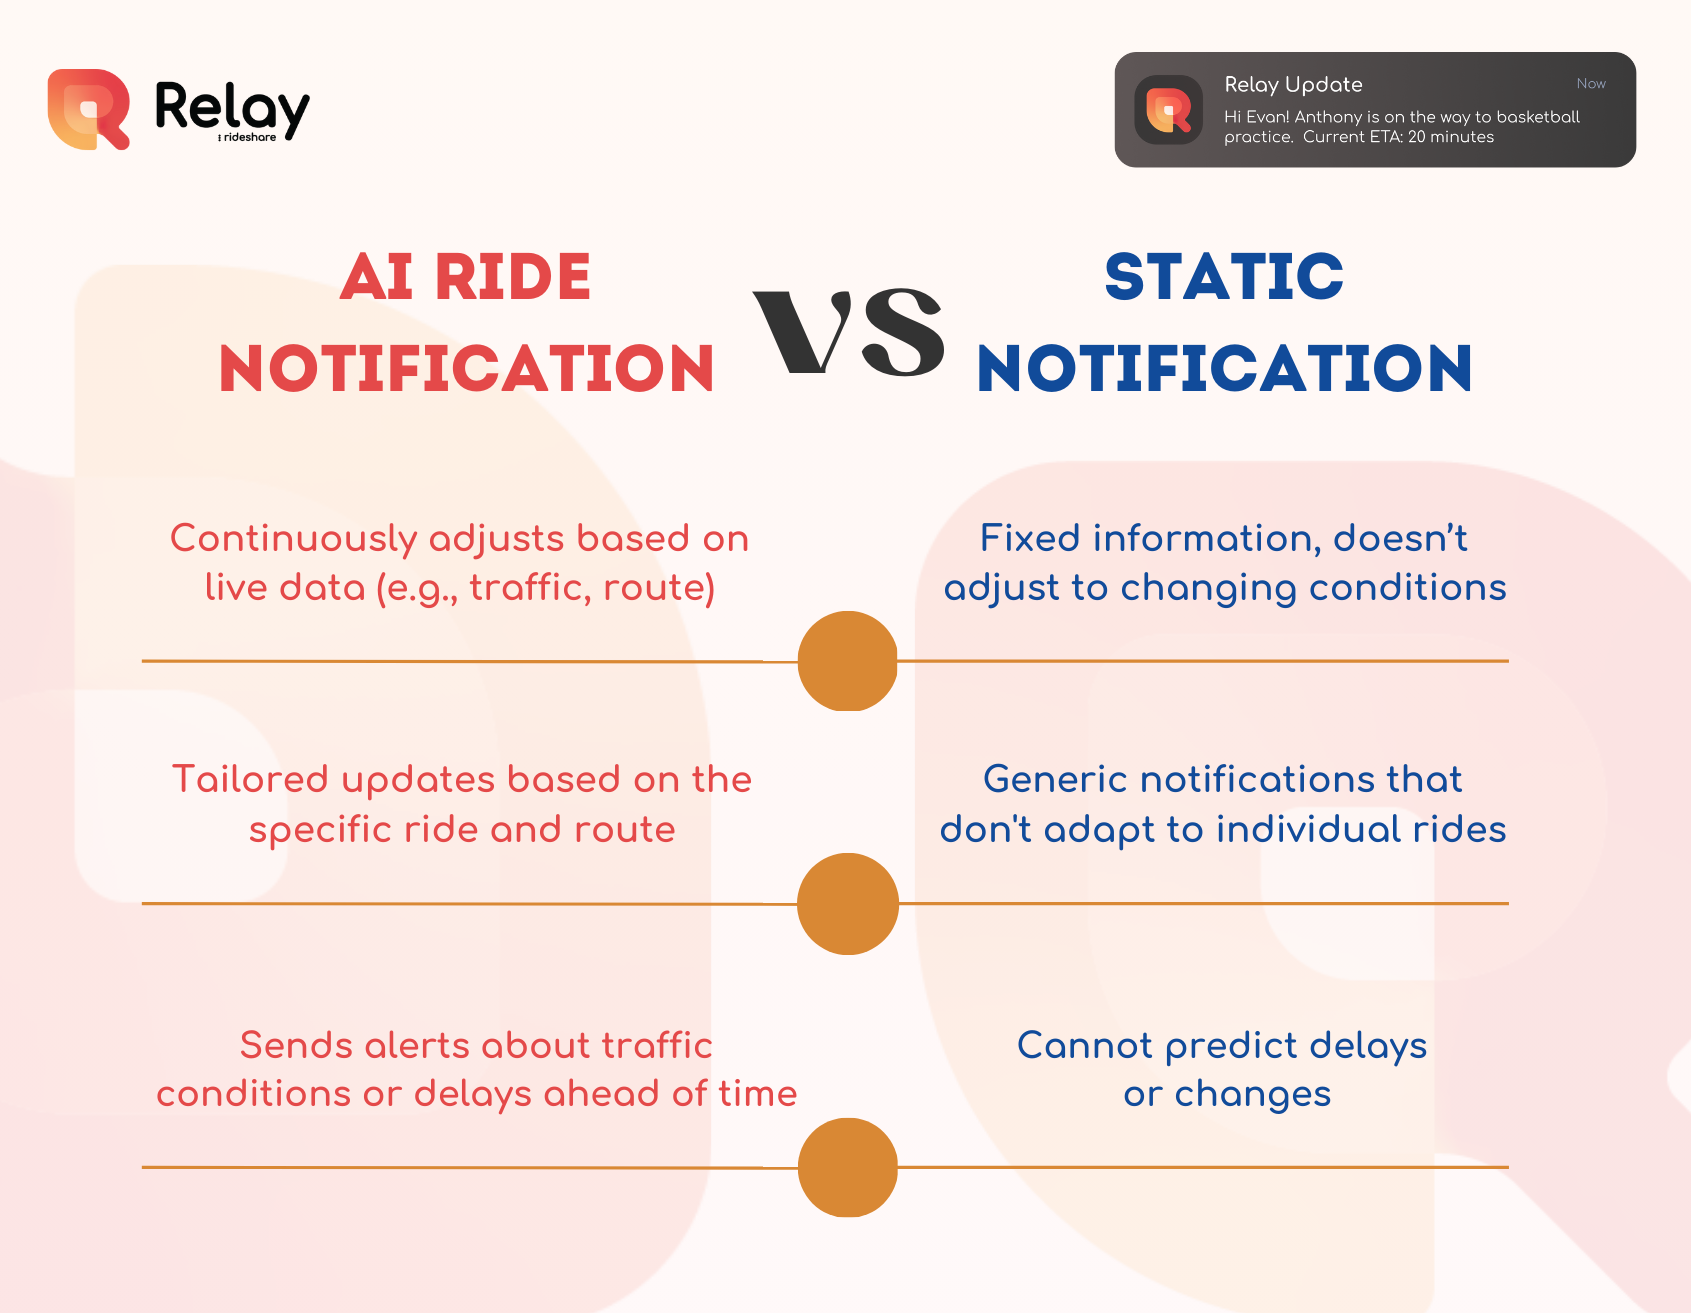 Relay
rideshare
Relay Update
Now
Hi Evan! Anthony is on the way to basketball
practice. Current ETA: 20 minutes
AI RIDE
NOTIFICATION
VS
STATIC
NOTIFICATION
Continuously adjusts based on
live data (e.g., traffic, route)
Fixed information, doesn’t
adjust to changing conditions
Tailored updates based on the
specific ride and route
Generic notifications that
don't adapt to individual rides
Sends alerts about traffic
conditions or delays ahead of time
Cannot predict delays
or changes